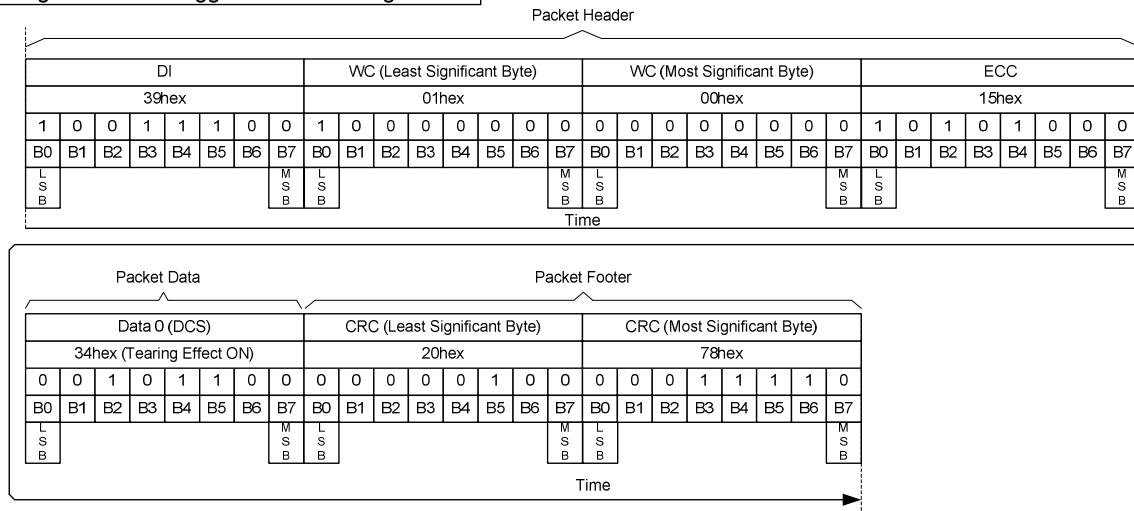 Packet Header
DI WC (Least Significant Byte) WC (Most Significant Byte) ECC
39hex 01hex 00hex 15hex
1 0 0 1 1 1 0 0 1 0 0 0 0 0 0 0 0 0 0 0 0 0 0 0 1 0 1 0 1 0 0 0
B0 B1 B2 B3 B4 B5 B6 B7 B0 B1 B2 B3 B4 B5 B6 B7 B0 B1 B2 B3 B4 B5 B6 B7 B0 B1 B2 B3 B4 B5 B6 B7
L M L M L M L M
S S S S S S S S
B B B B B B B B
Time
Packet Data Packet Footer
Data 0 (DCS) CRC (Least Significant Byte) CRC (Most Significant Byte)
34hex (Tearing Effect ON) 20hex 78hex
0 0 1 0 1 1 0 0 0 0 0 0 0 1 0 0 0 0 0 1 1 1 1 0
B0 B1 B2 B3 B4 B5 B6 B7 B0 B1 B2 B3 B4 B5 B6 B7 B0 B1 B2 B3 B4 B5 B6 B7
L M L M L M
S S S S S S
B B B B B B
Time